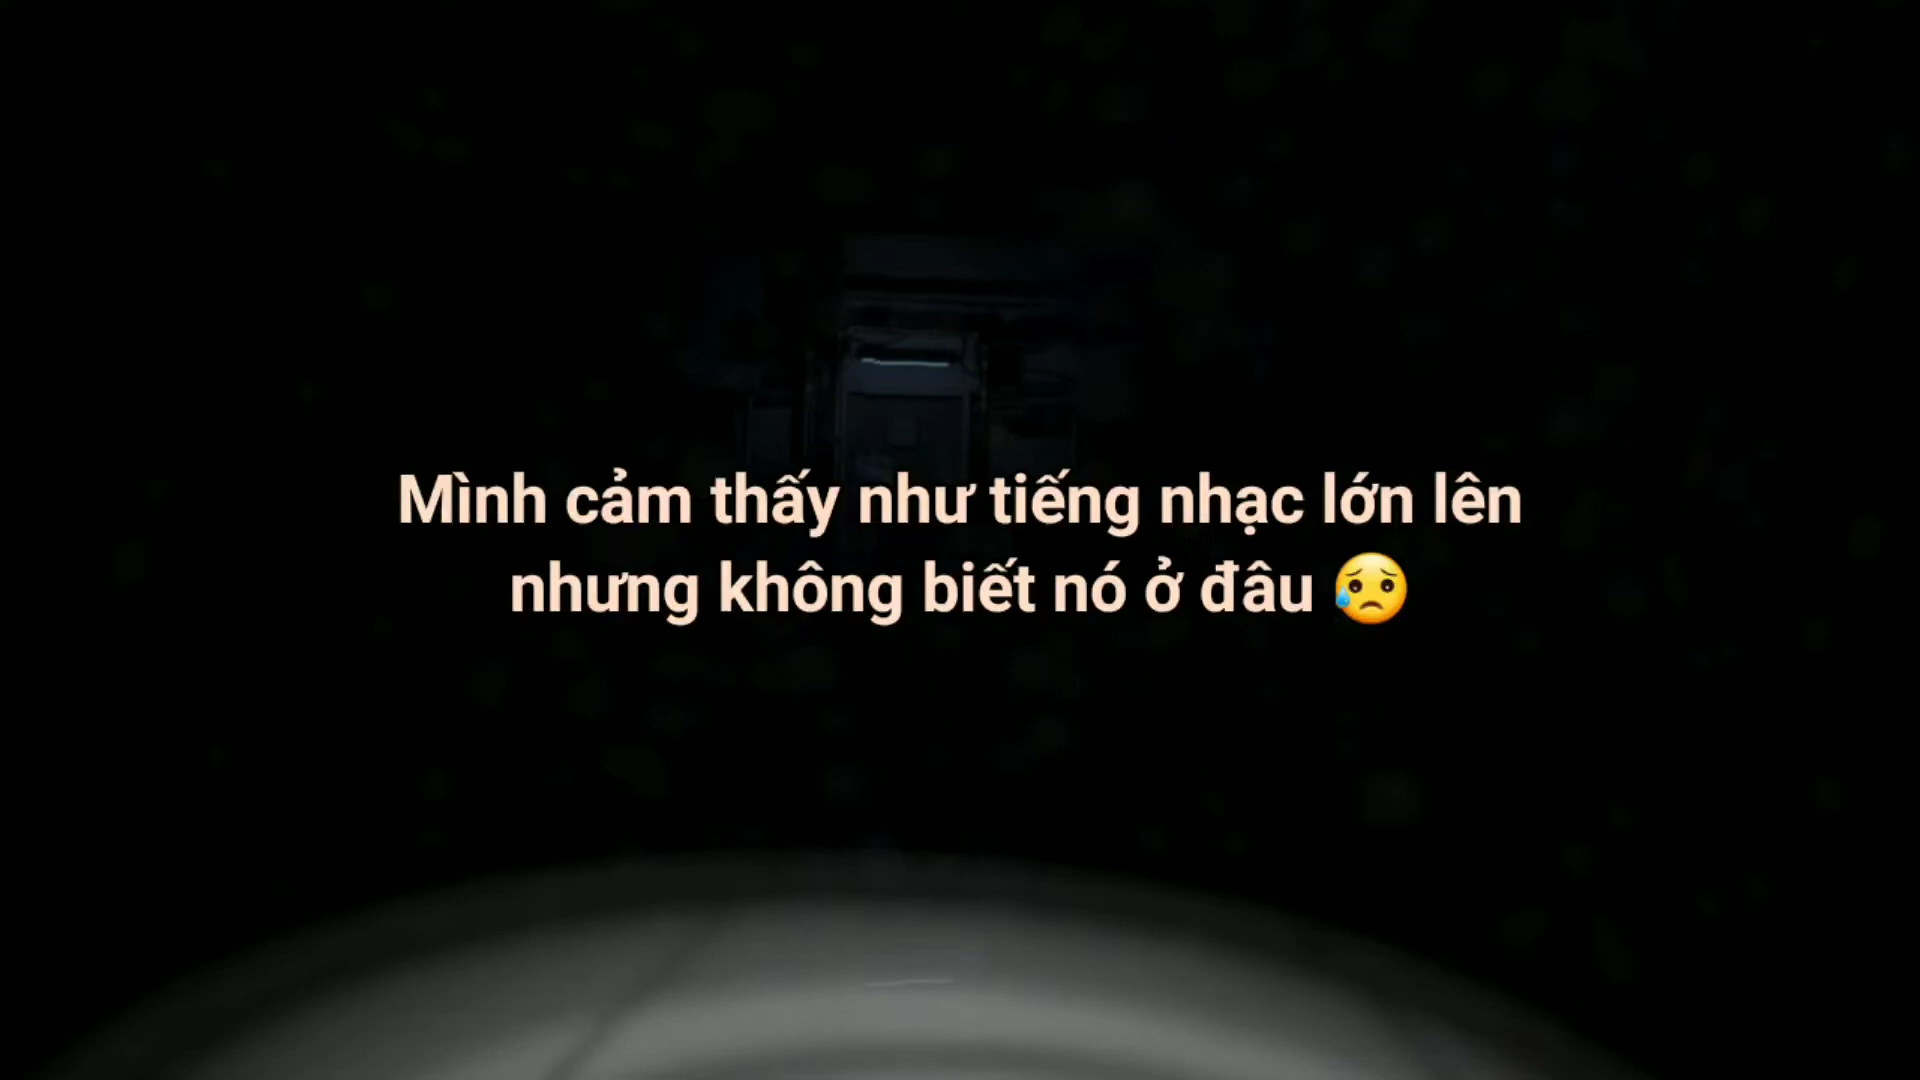 Mình cảm thấy như tiếng nhạc lớn lên
nhưng không biết nó ở đâu 😥